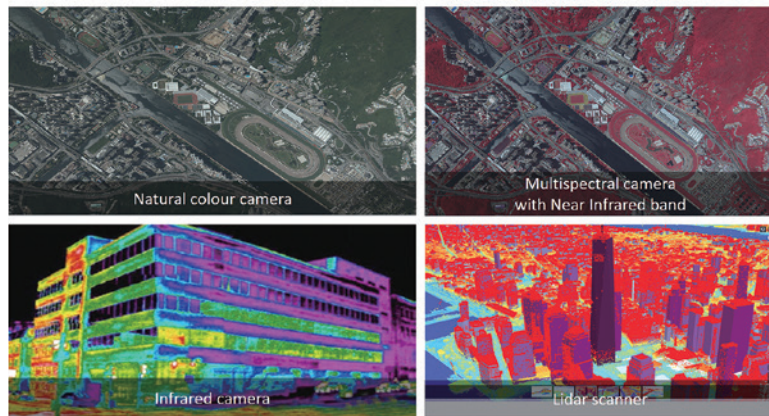 Natural colour camera
Multispectral camera
with Near Infrared band
Infrared camera
Lidar scanner